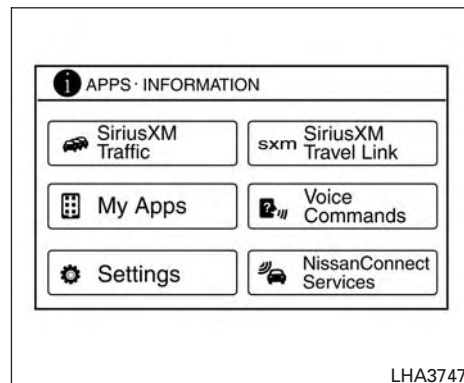 i APPS · INFORMATION
SiriusXM
Traffic
sxm SiriusXM
Travel Link
My Apps
Voice
Commands
Settings
NissanConnect
Services
LHA3747